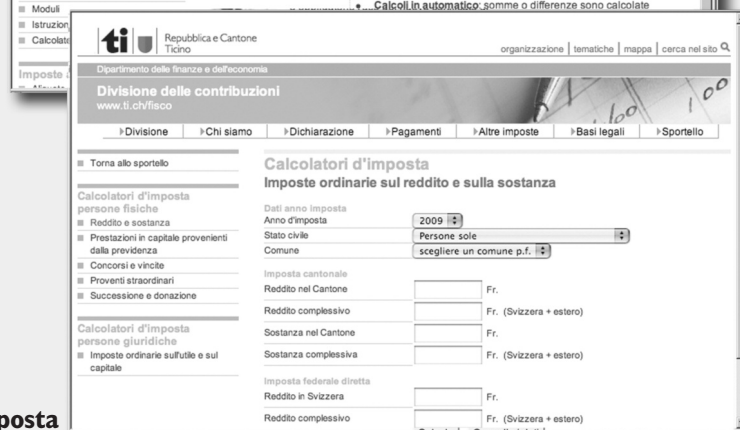 Moduli
Calcoli in automatico: somme o differenze sono calcolate
Istruzion
Calcolate
Imposte
ti Repubblica e Cantone
Ticino
organizzazione | tematiche | mappa | cerca nel sito
Dipartimento delle finanze e dell'economia
Divisione delle contribuzioni
www.ti.ch/fisco
Divisione
Chi siamo
Dichiarazione
Pagamenti
Altre imposte
Basi legali
Sportello
Torna allo sportello
Calcolatori d'imposta
persone fisiche
Reddito e sostanza
Prestazioni in capitale provenienti
dalla previdenza
Concorsi e vincite
Proventi straordinari
Successione e donazione
Calcolatori d'imposta
persone giuridiche
Imposte ordinarie sull'utile e sul
capitale
Calcolatori d'imposta
Imposte ordinarie sul reddito e sulla sostanza
Dati anno imposta
Anno d'imposta 2009
Stato civile Persone sole
Comune scegliere un comune p.f.
Imposta cantonale
Reddito nel Cantone Fr.
Reddito complessivo Fr. (Svizzera + estero)
Sostanza nel Cantone Fr.
Sostanza complessiva Fr. (Svizzera + estero)
Imposta federale diretta
Reddito in Svizzera Fr.
Reddito complessivo Fr. (Svizzera + estero)
posta